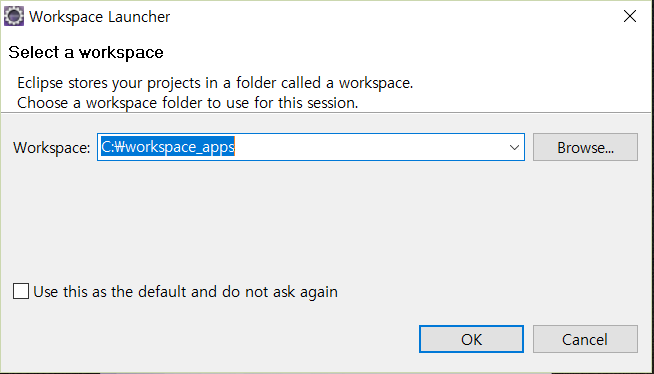 Workspace Launcher
Select a workspace
Eclipse stores your projects in a folder called a workspace.
Choose a workspace folder to use for this session.
Workspace: C:₩workspace_apps Browse...
Use this as the default and do not ask again
OK Cancel